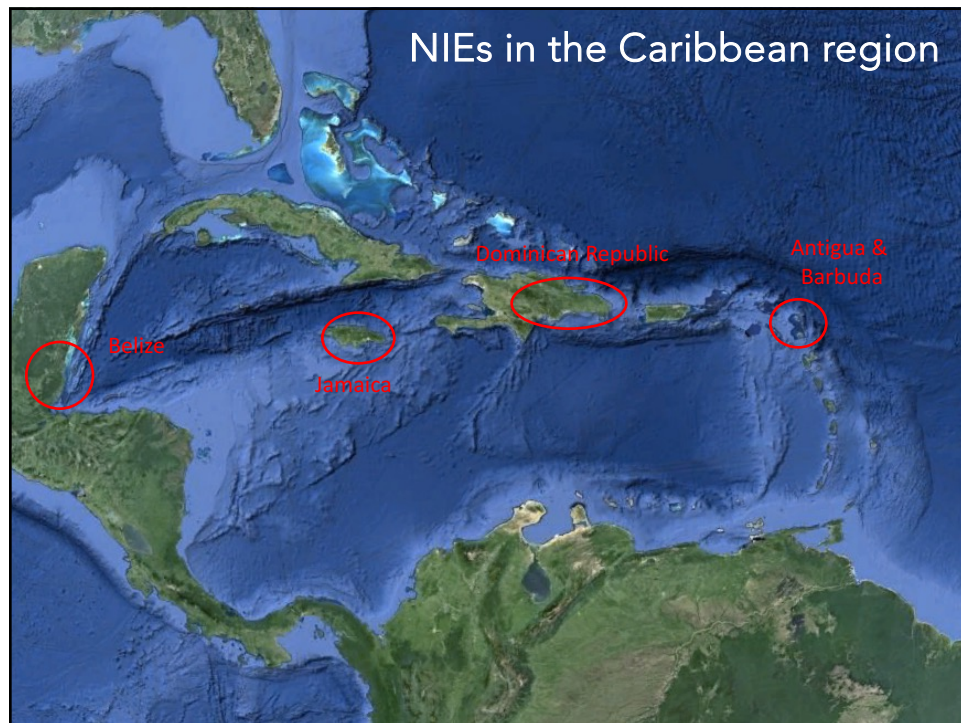 NIEs in the Caribbean region
Dominican Republic
Antigua &
Barbuda
Belize
Jamaica